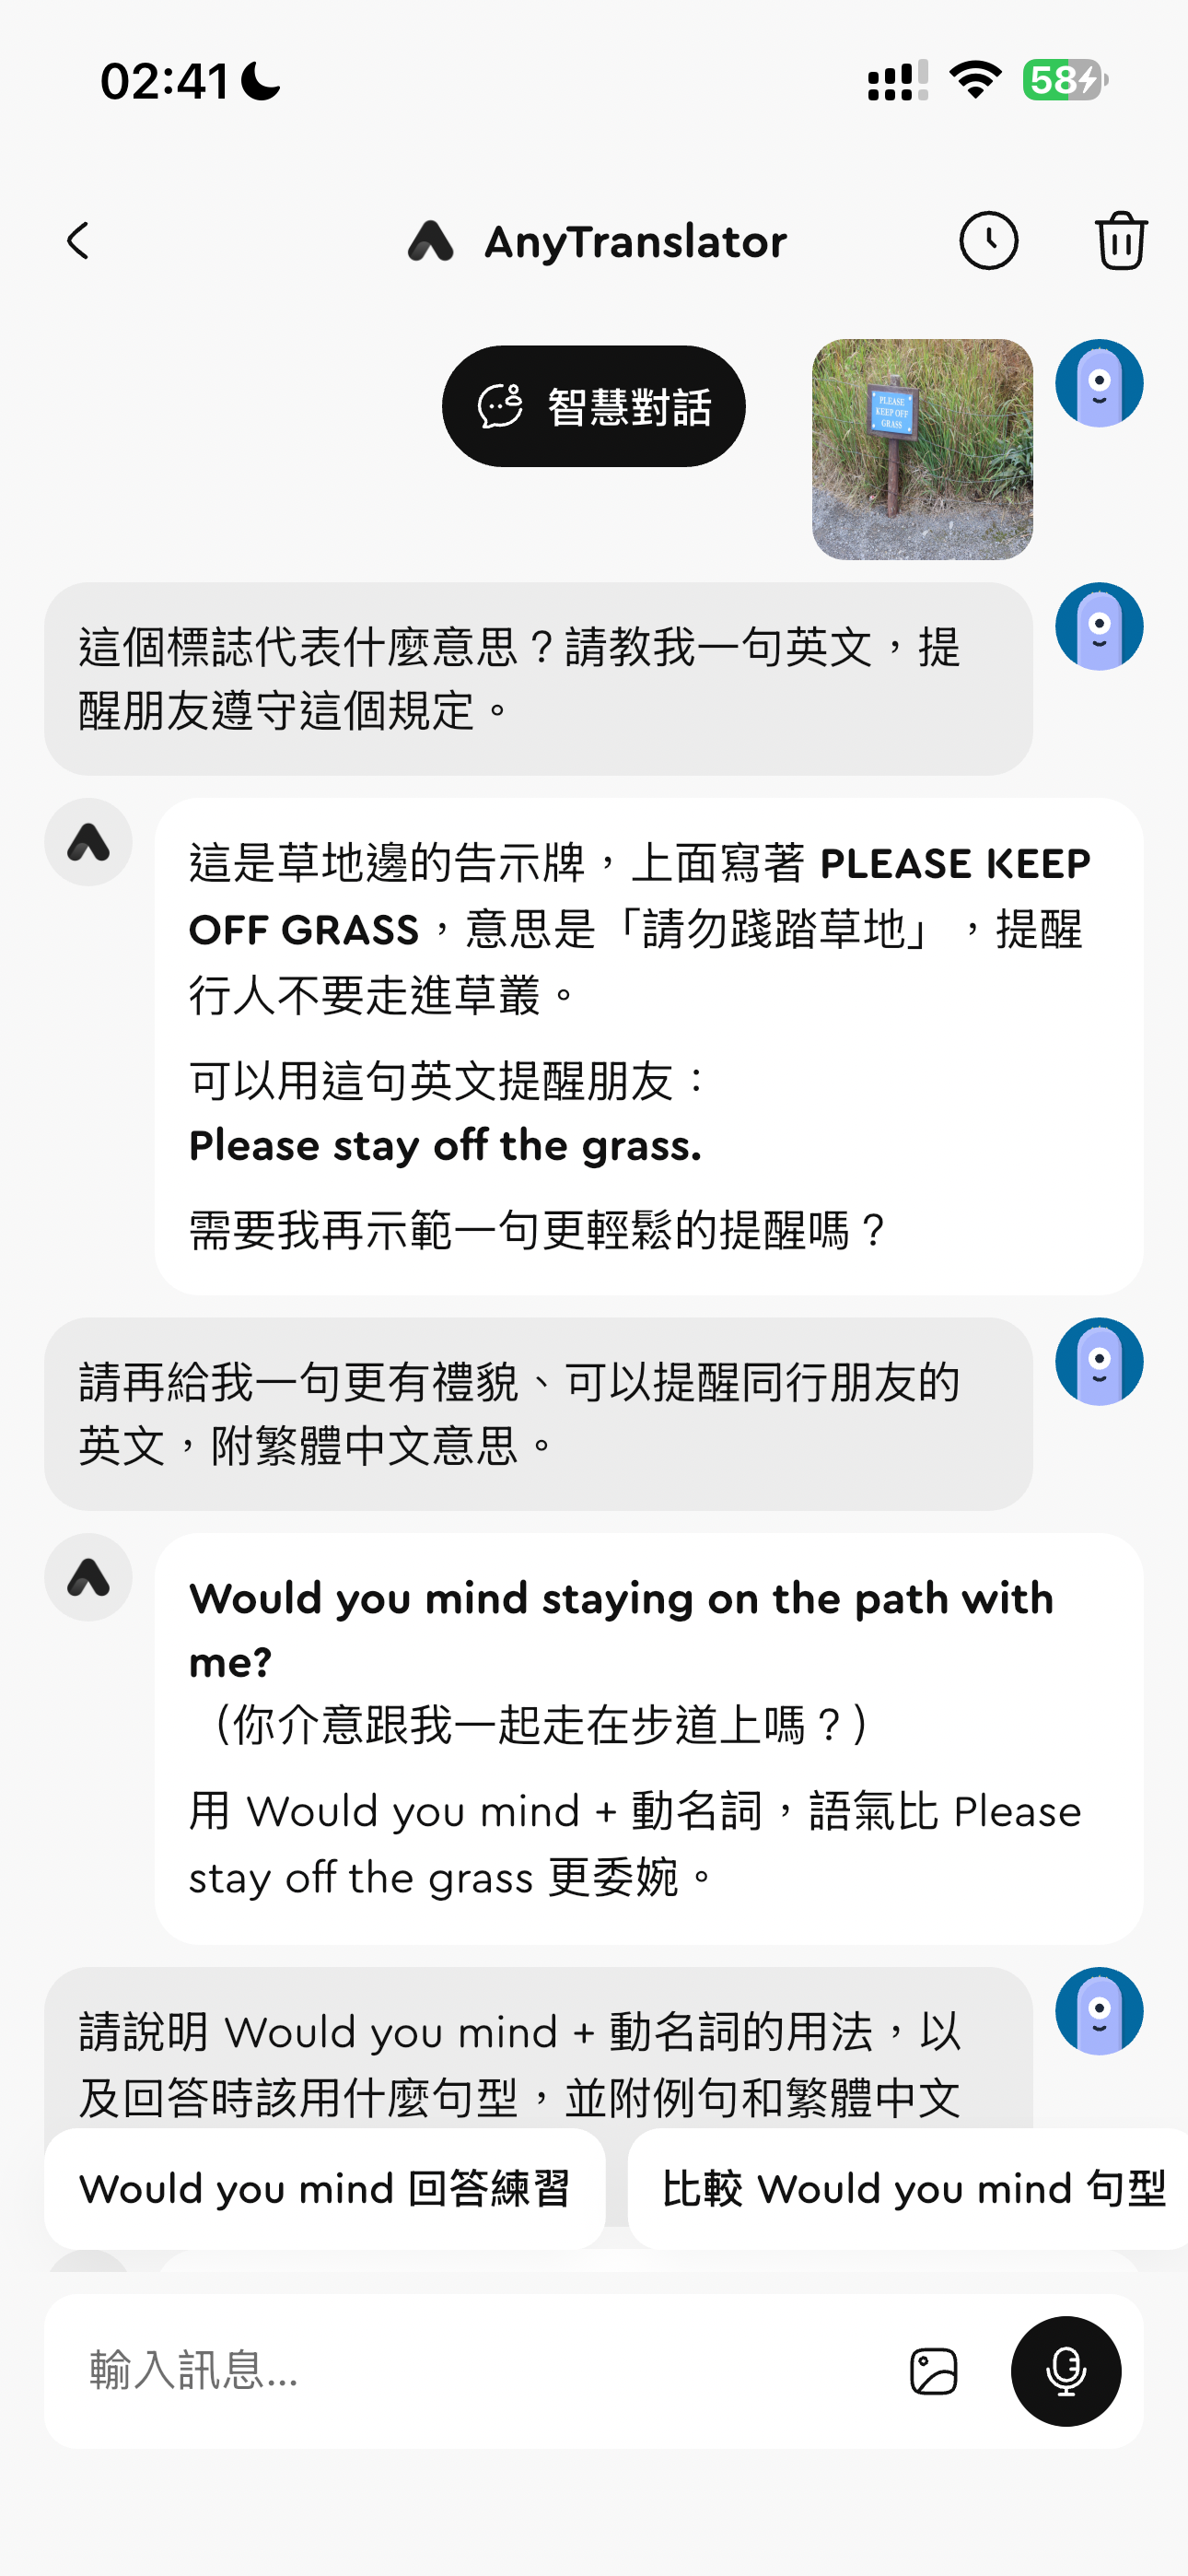 02:41
58
AnyTranslator
智慧對話
PLEASE
KEEP OFF
GRASS
這個標誌代表什麼意思？請教我一句英文，提
醒朋友遵守這個規定。
這是草地邊的告示牌，上面寫著 PLEASE KEEP
OFF GRASS，意思是「請勿踐踏草地」，提醒
行人不要走進草叢。
可以用這句英文提醒朋友：
Please stay off the grass.
需要我再示範一句更輕鬆的提醒嗎？
請再給我一句更有禮貌、可以提醒同行朋友的
英文，附繁體中文意思。
Would you mind staying on the path with
me?
（你介意跟我一起走在步道上嗎？）
用 Would you mind + 動名詞，語氣比 Please
stay off the grass 更委婉。
請說明 Would you mind + 動名詞的用法，以
及回答時該用什麼句型，並附例句和繁體中文
Would you mind 回答練習
比較 Would you mind 句型
輸入訊息...